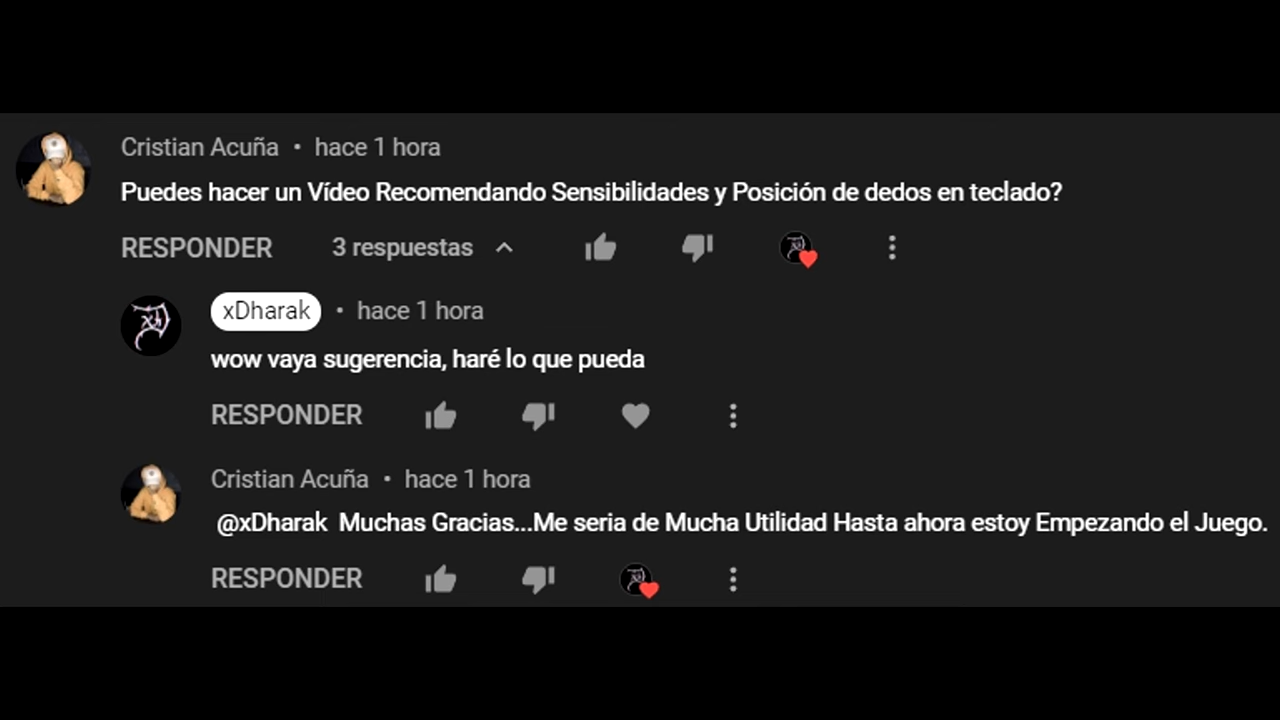 Cristian Acuña • hace 1 hora
Puedes hacer un Vídeo Recomendando Sensibilidades y Posición de dedos en teclado?
RESPONDER 3 respuestas
xDharak • hace 1 hora
wow vaya sugerencia, haré lo que pueda
RESPONDER
Cristian Acuña • hace 1 hora
@xDharak Muchas Gracias...Me seria de Mucha Utilidad Hasta ahora estoy Empezando el Juego.
RESPONDER